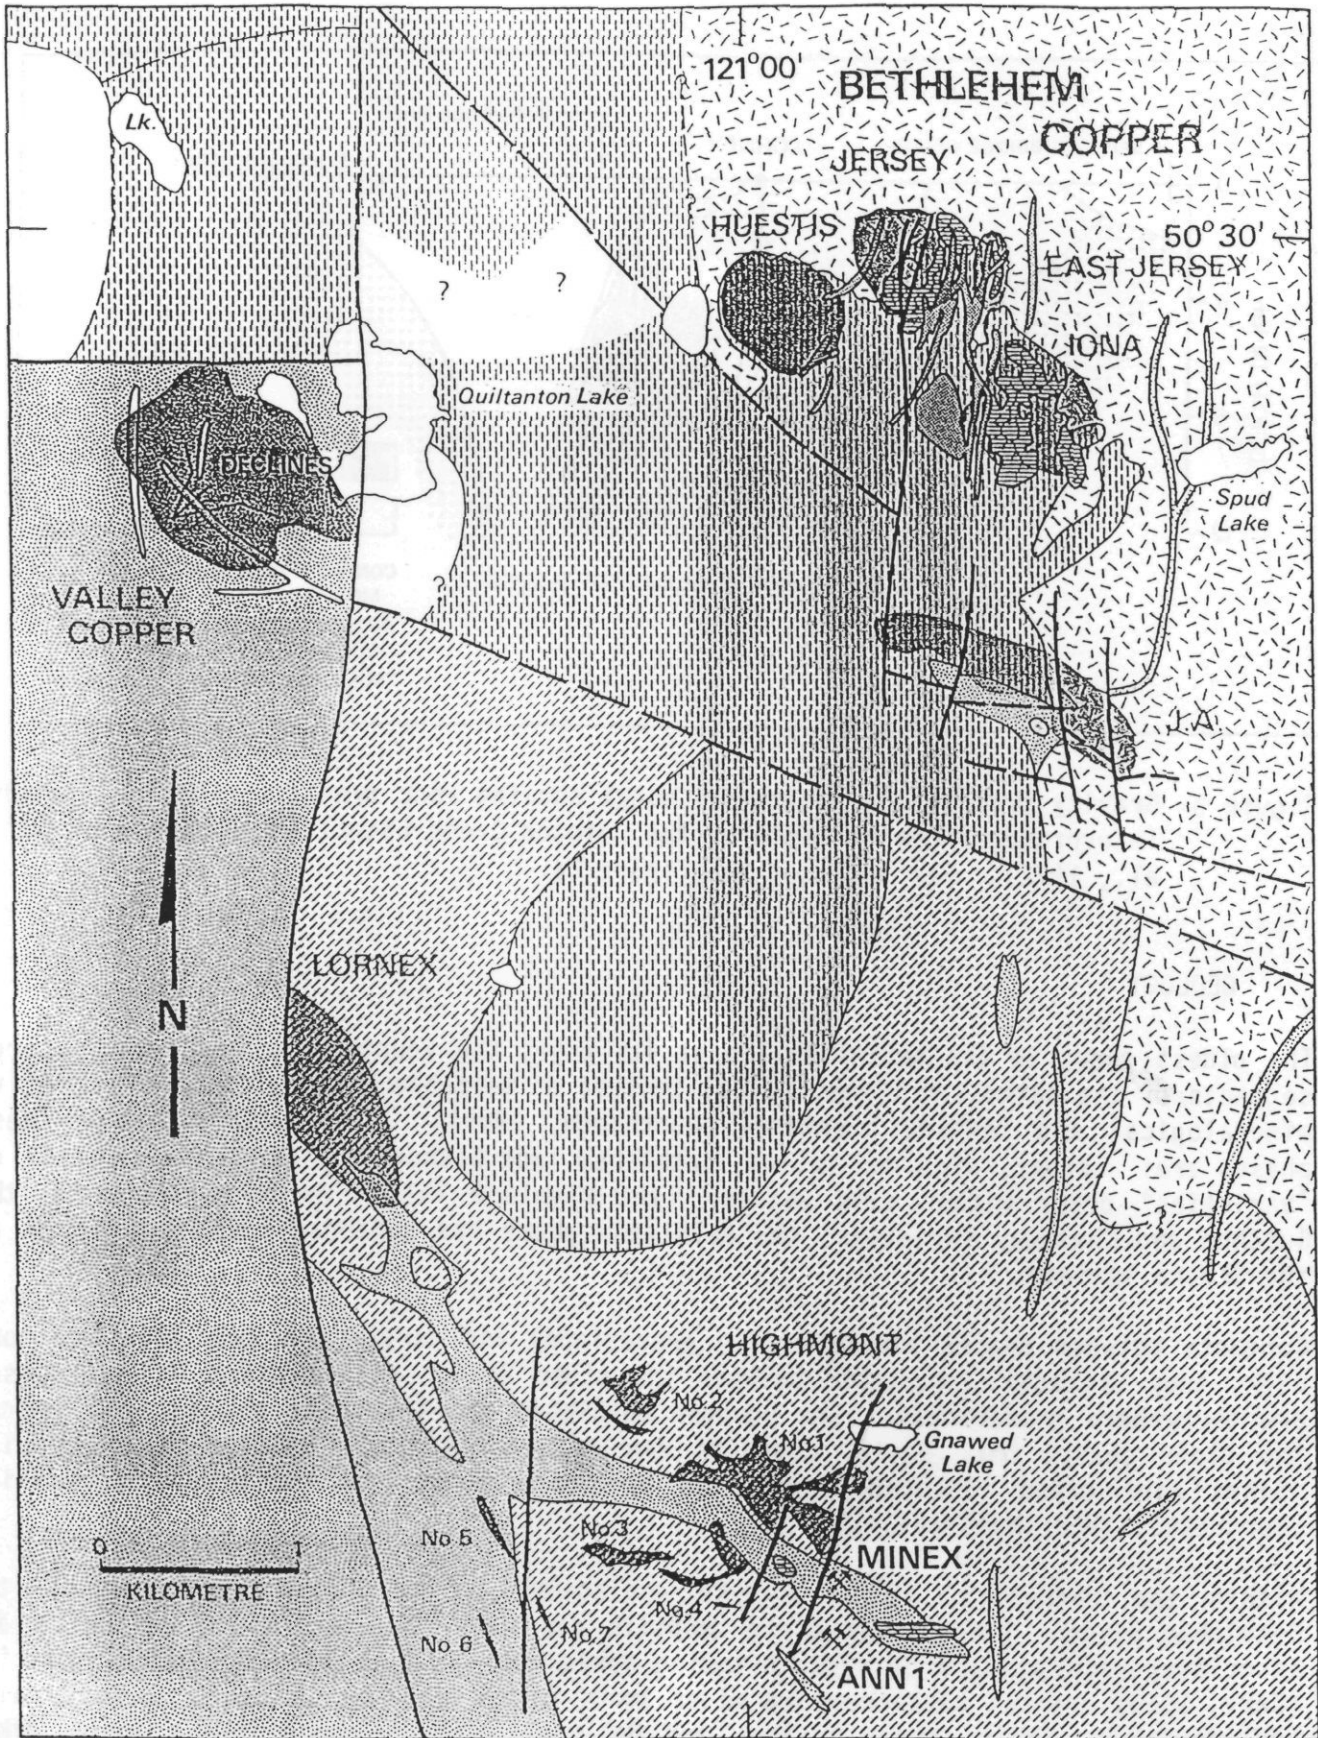 121°00'
BETHLEHEM
COPPER
Lk.
JERSEY
HUESTIS
50°30'
EAST JERSEY
?
?
IONA
Quiltanton Lake
DECLINES
Spud
Lake
?
VALLEY
COPPER
J.A
LORNEX
N
HIGHMONT
No.2
No.1
Gnawed
Lake
No 5
No.3
MINEX
0 1
KILOMETRE
No.4
No.7
No 6
ANN 1